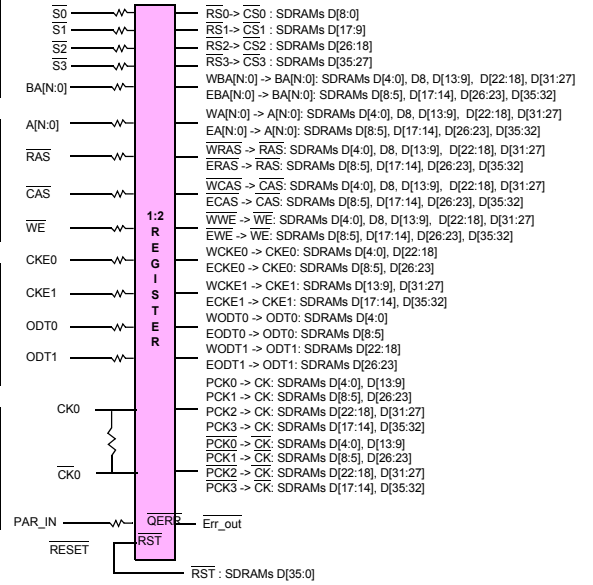 S0
RS0-> CS0 : SDRAMs D[8:0]
S1
RS1-> CS1 : SDRAMs D[17:9]
S2
RS2-> CS2 : SDRAMs D[26:18]
S3
RS3-> CS3 : SDRAMs D[35:27]
BA[N:0]
WBA[N:0] -> BA[N:0]: SDRAMs D[4:0], D8, D[13:9], D[22:18], D[31:27]
EBA[N:0] -> BA[N:0]: SDRAMs D[8:5], D[17:14], D[26:23], D[35:32]
A[N:0]
WA[N:0] -> A[N:0]: SDRAMs D[4:0], D8, D[13:9], D[22:18], D[31:27]
EA[N:0] -> A[N:0]: SDRAMs D[8:5], D[17:14], D[26:23], D[35:32]
RAS
WRAS -> RAS: SDRAMs D[4:0], D8, D[13:9], D[22:18], D[31:27]
ERAS -> RAS: SDRAMs D[8:5], D[17:14], D[26:23], D[35:32]
CAS
WCAS -> CAS: SDRAMs D[4:0], D8, D[13:9], D[22:18], D[31:27]
ECAS -> CAS: SDRAMs D[8:5], D[17:14], D[26:23], D[35:32]
WE
WWE -> WE: SDRAMs D[4:0], D8, D[13:9], D[22:18], D[31:27]
EWE -> WE: SDRAMs D[8:5], D[17:14], D[26:23], D[35:32]
CKE0
WCKE0 -> CKE0: SDRAMs D[4:0], D[22:18]
ECKE0 -> CKE0: SDRAMs D[8:5], D[26:23]
CKE1
WCKE1 -> CKE1: SDRAMs D[13:9], D[31:27]
ECKE1 -> CKE1: SDRAMs D[17:14], D[35:32]
ODT0
WODT0 -> ODT0: SDRAMs D[4:0]
EODT0 -> ODT0: SDRAMs D[8:5]
ODT1
WODT1 -> ODT1: SDRAMs D[22:18]
EODT1 -> ODT1: SDRAMs D[26:23]
1:2
R
E
G
I
S
T
E
R
CK0
PCK0 -> CK: SDRAMs D[4:0], D[13:9]
PCK1 -> CK: SDRAMs D[8:5], D[26:23]
PCK2 -> CK: SDRAMs D[22:18], D[31:27]
PCK3 -> CK: SDRAMs D[17:14], D[35:32]
CK0
PCK0 -> CK: SDRAMs D[4:0], D[13:9]
PCK1 -> CK: SDRAMs D[8:5], D[26:23]
PCK2 -> CK: SDRAMs D[22:18], D[31:27]
PCK3 -> CK: SDRAMs D[17:14], D[35:32]
PAR_IN
QERR
Err_out
RESET
RST
RST : SDRAMs D[35:0]